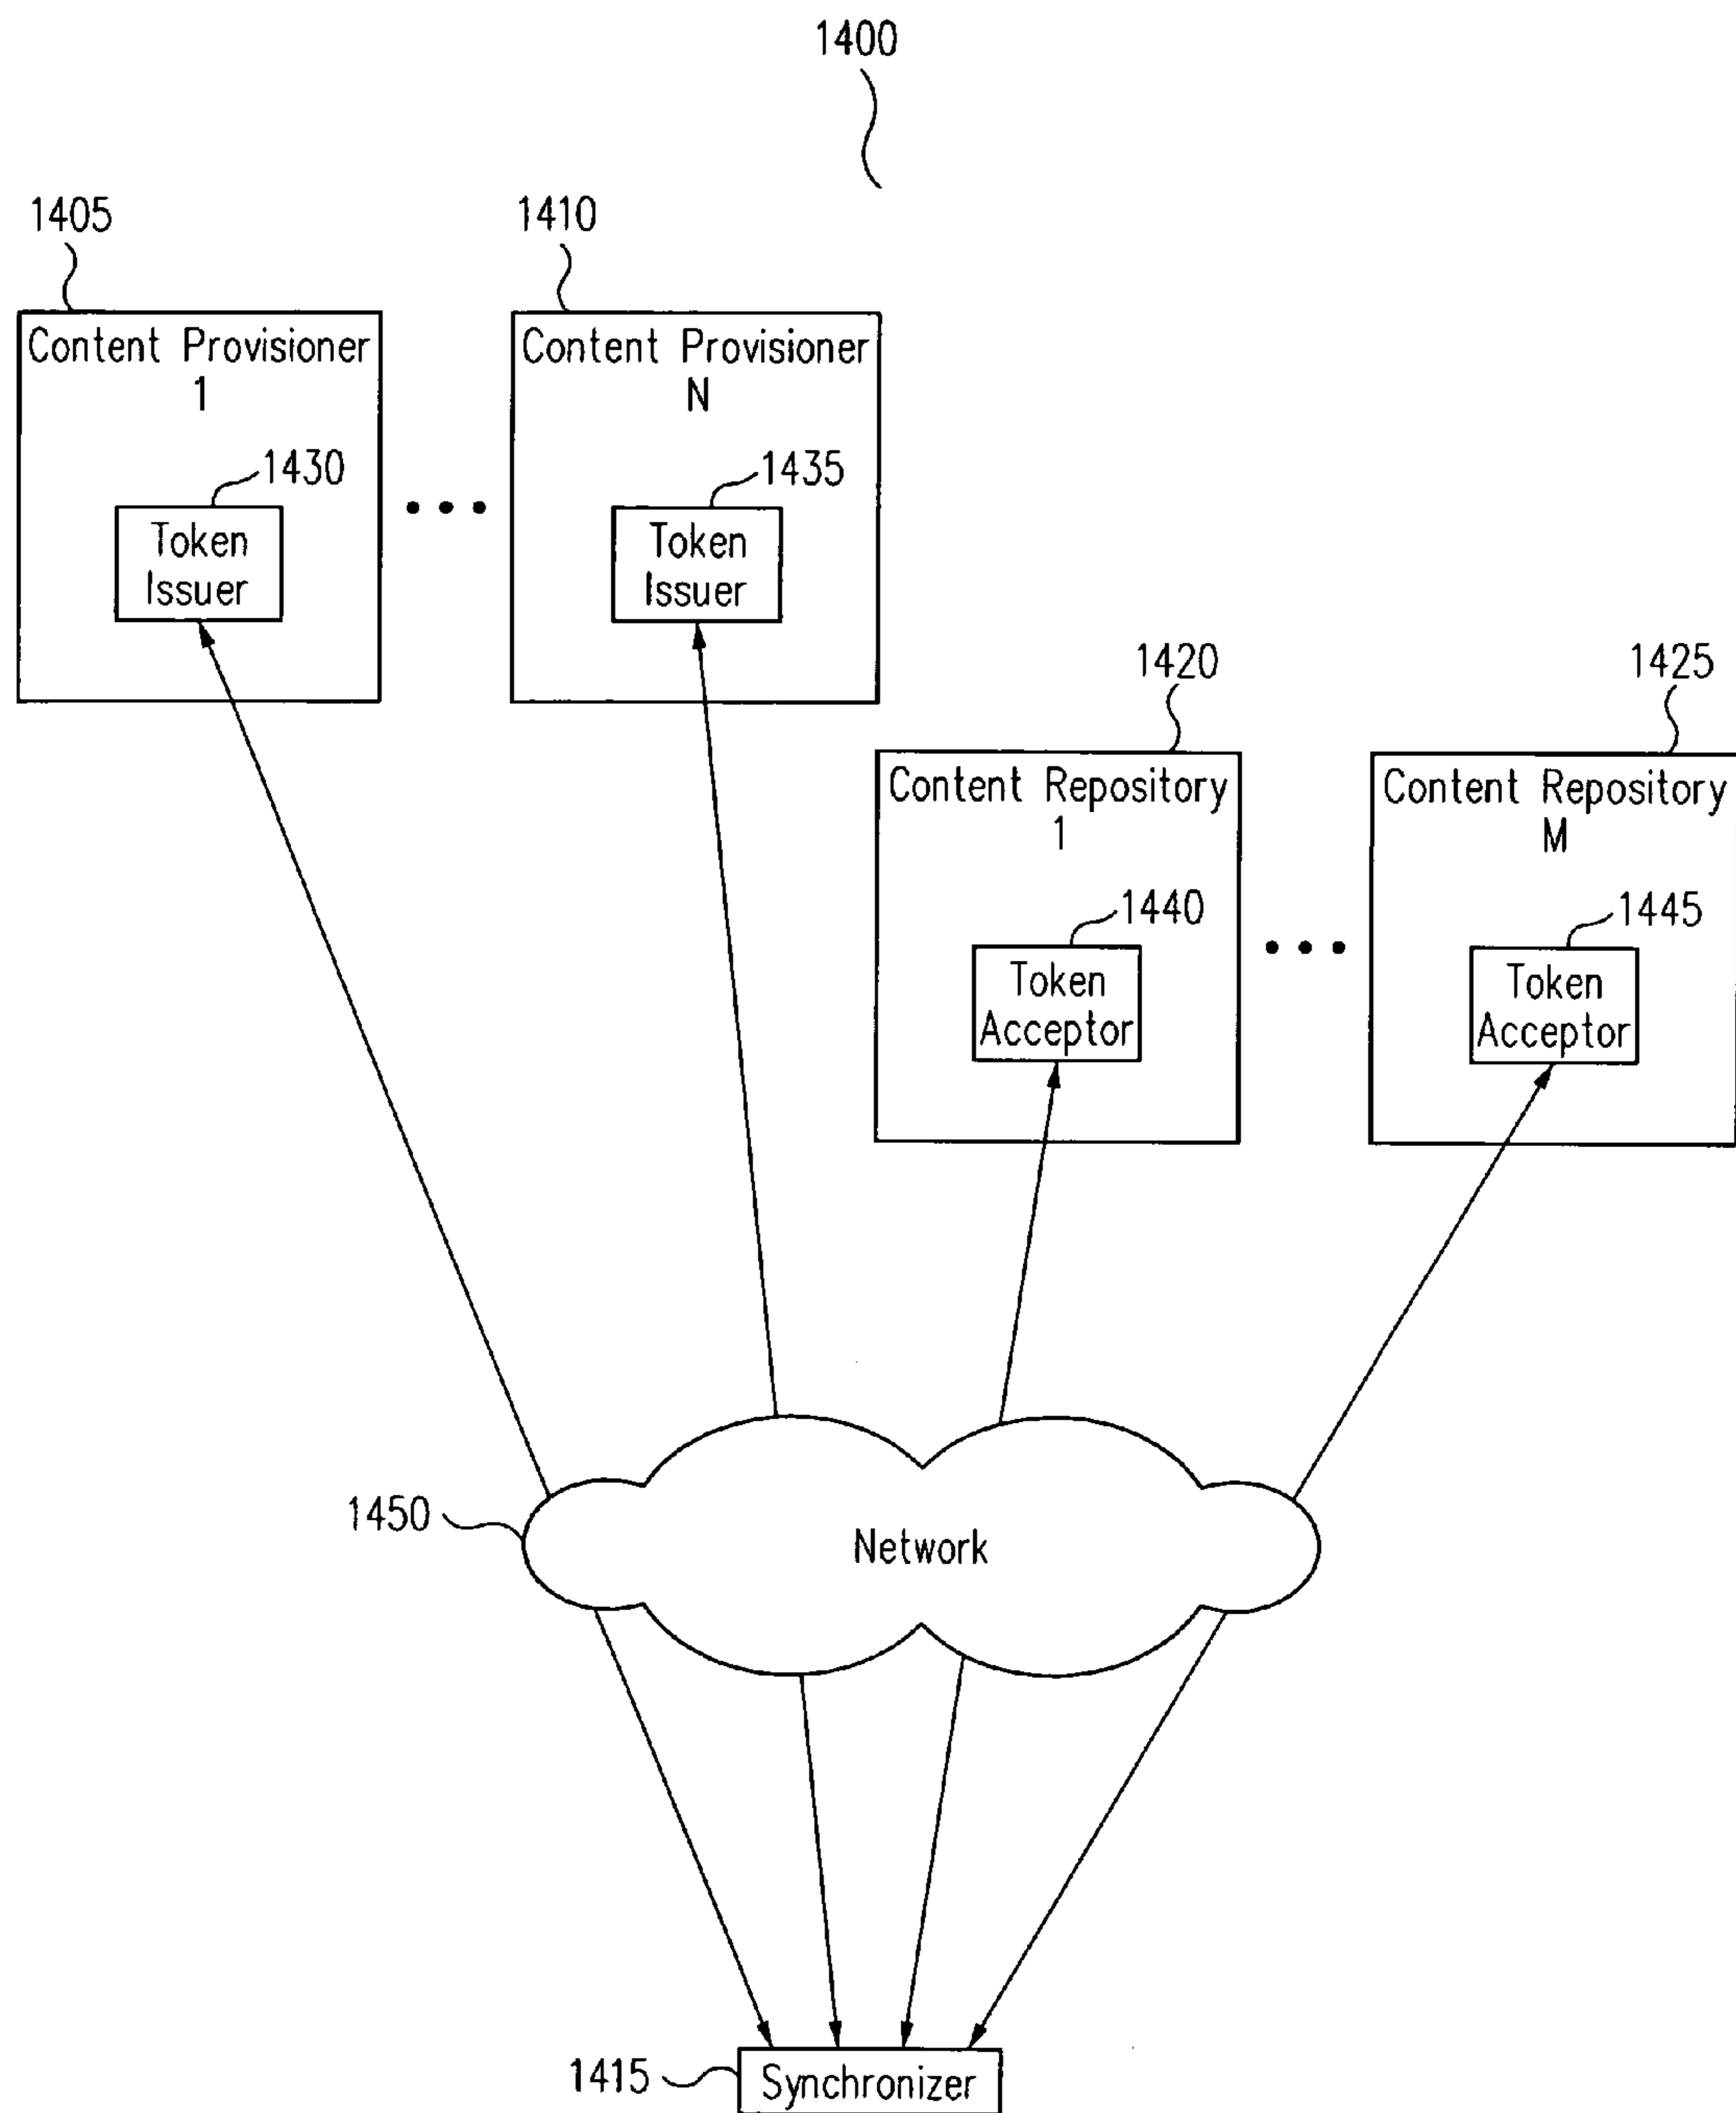 1400
1405
1410
Content Provisioner
1
1430
Token
Issuer
Content Provisioner
N
1435
Token
Issuer
1420
1425
Content Repository
1
1440
Token
Acceptor
Content Repository
M
1445
Token
Acceptor
1450
Network
1415
Synchronizer